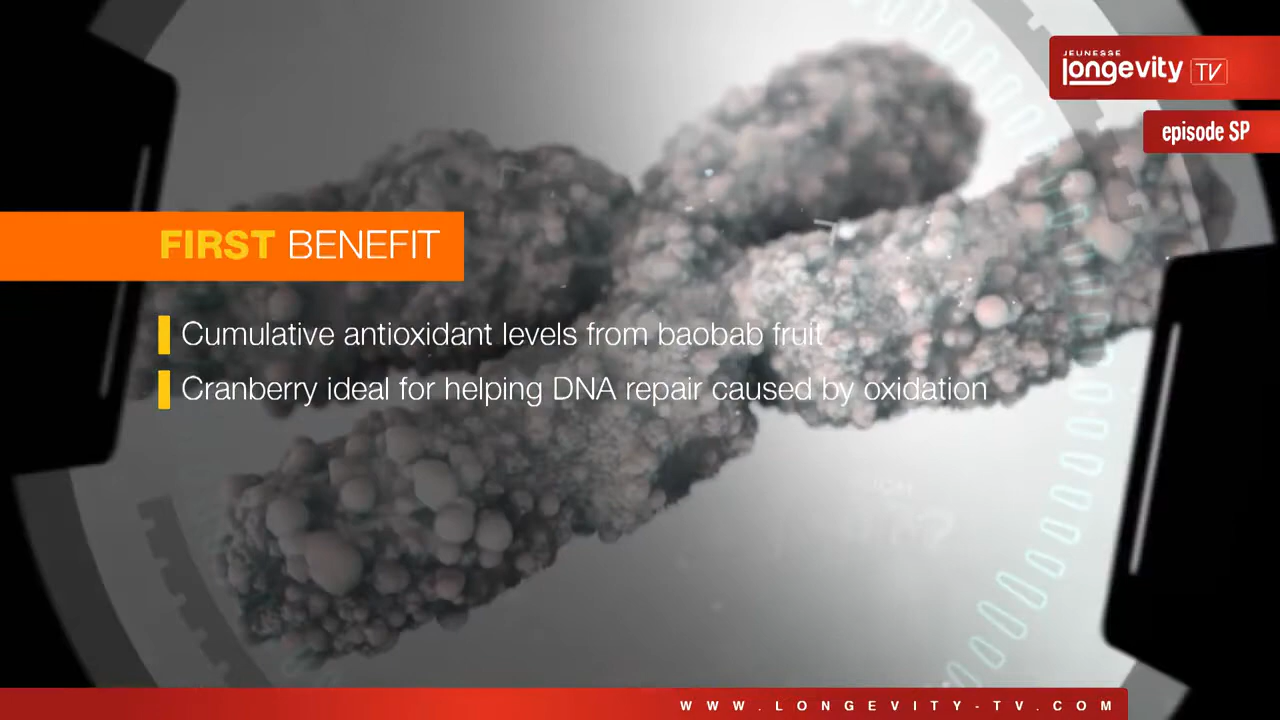 JEUNESSE
longevity TV
episode SP
FIRST BENEFIT
Cumulative antioxidant levels from baobab fruit
Cranberry ideal for helping DNA repair caused by oxidation
WWW.LONGEVITY-TV.COM